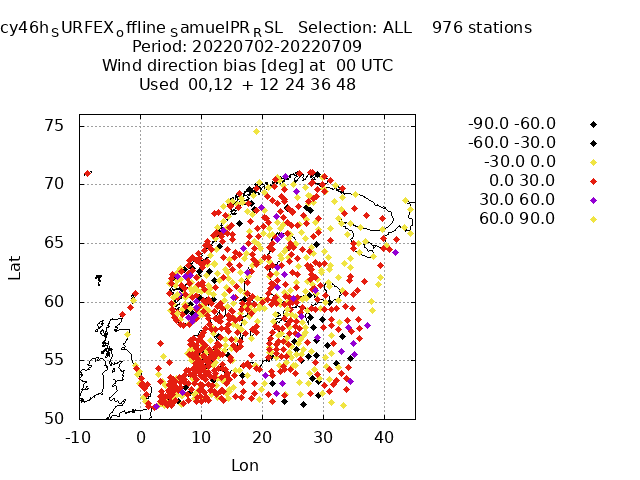 cy46h_SURFEX_offline_SamuelPR_RSL Selection: ALL 976 stations
Period: 20220702-20220709
Wind direction bias [deg] at 00 UTC
Used 00,12 + 12 24 36 48
-90.0 -60.0
-60.0 -30.0
-30.0 0.0
0.0 30.0
30.0 60.0
60.0 90.0
75
70
65
60
55
50
Lat
-10 0 10 20 30 40
Lon